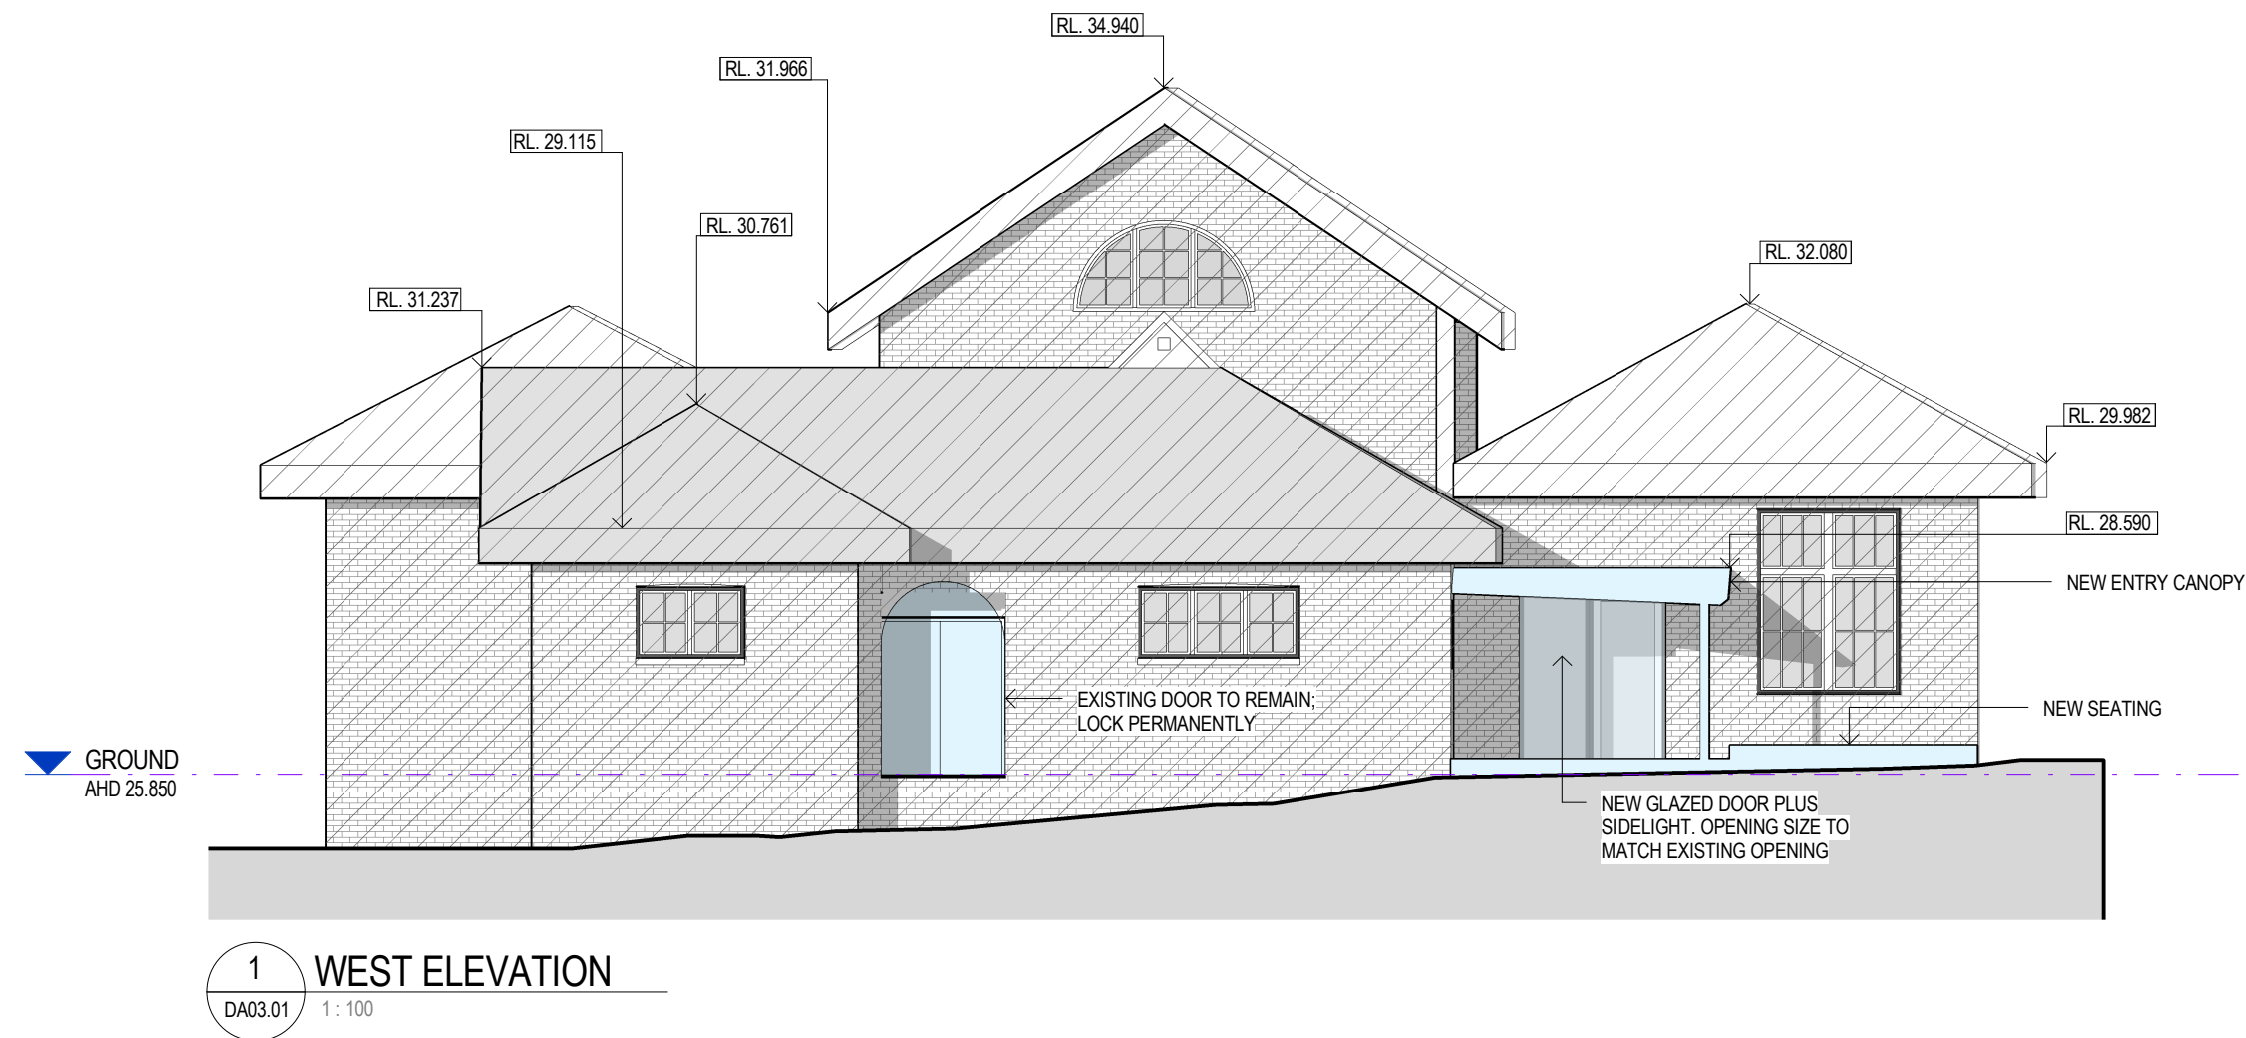 RL. 34.940
RL. 31.966
RL. 29.115
RL. 30.761
RL. 32.080
RL. 31.237
RL. 29.982
RL. 28.590
NEW ENTRY CANOPY
EXISTING DOOR TO REMAIN;
LOCK PERMANENTLY
NEW SEATING
GROUND
AHD 25.850
NEW GLAZED DOOR PLUS
SIDELIGHT. OPENING SIZE TO
MATCH EXISTING OPENING
1
WEST ELEVATION
DA03.01
1 : 100